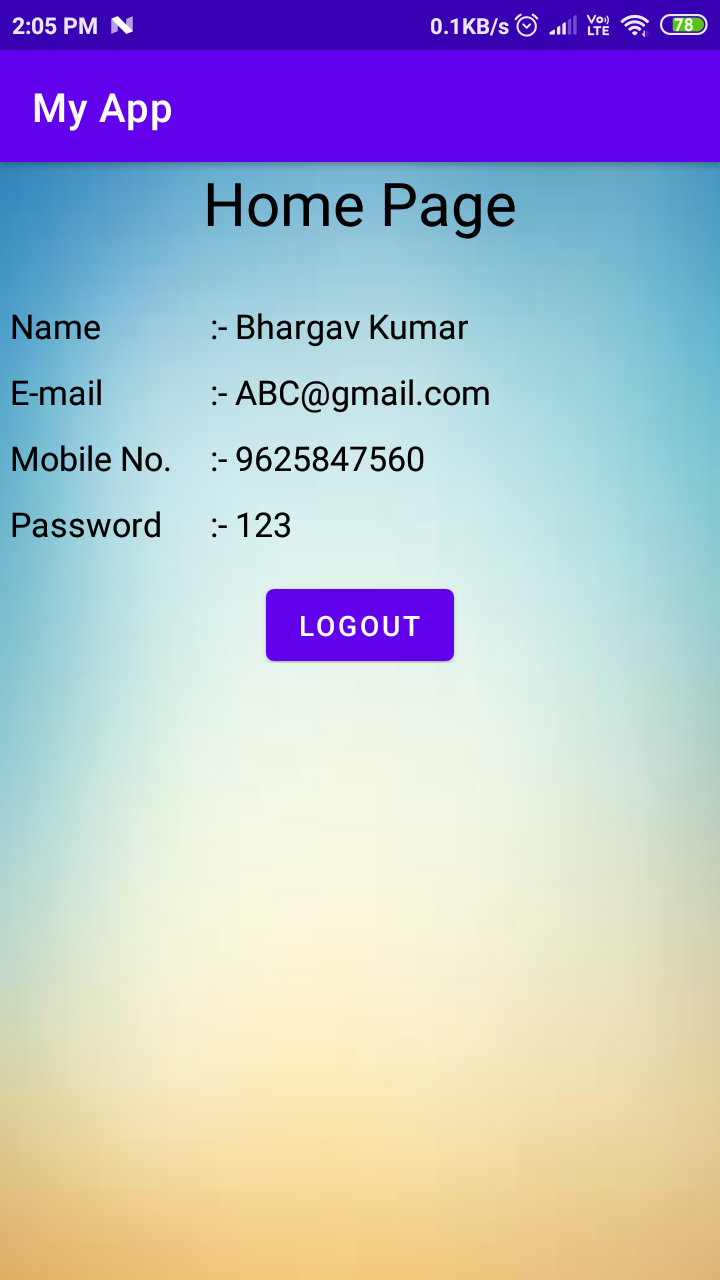 2:05 PM 0.1KB/s Vo) LTE 78
My App
Home Page
Name :- Bhargav Kumar
E-mail :- ABC@gmail.com
Mobile No. :- 9625847560
Password :- 123
LOGOUT